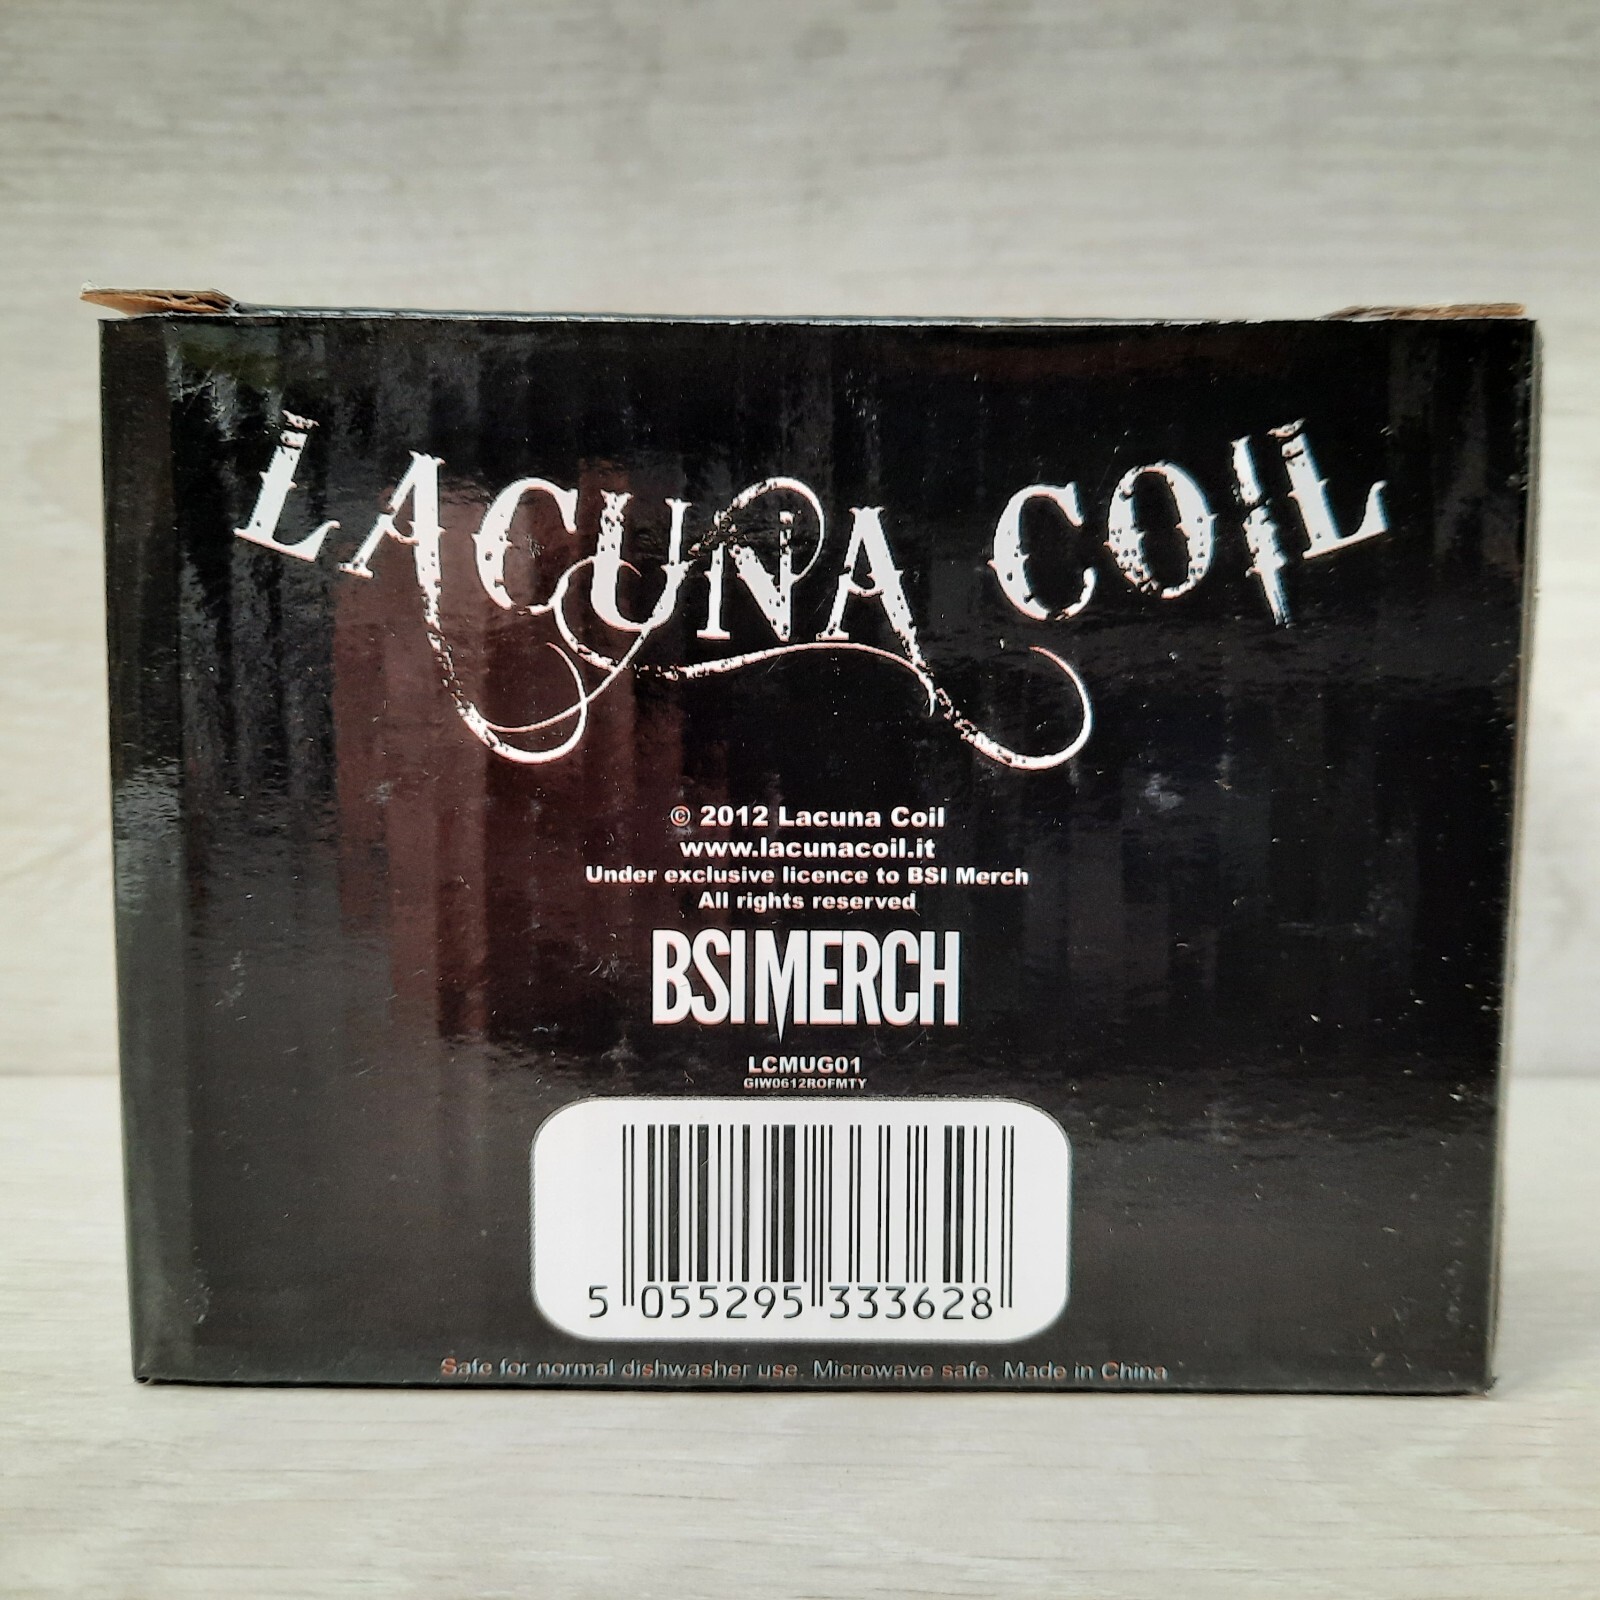 LACUNA COIL
© 2012 Lacuna Coil
www.lacunacoil.it
Under exclusive licence to BSI Merch
All rights reserved
BSI MERCH
LCMUG01
GIW0612ROFMTY
5 055295 333628
Safe for normal dishwasher use. Microwave safe. Made in China